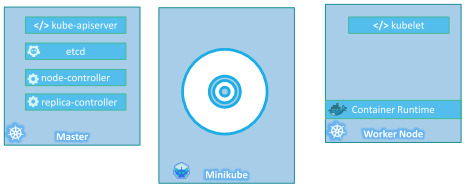 </> kube-apiserver
etcd
node-controller
replica-controller
Master
Minikube
</> kubelet
Container Runtime
Worker Node